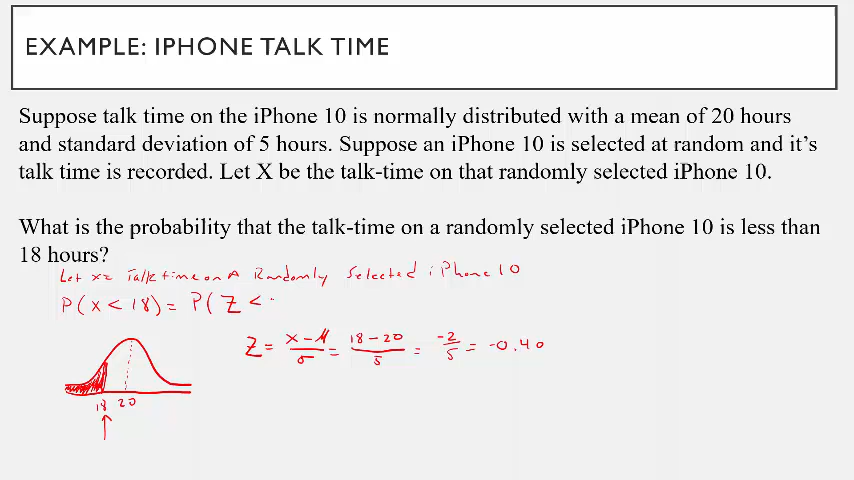 EXAMPLE: IPHONE TALK TIME
Suppose talk time on the iPhone 10 is normally distributed with a mean of 20 hours
and standard deviation of 5 hours. Suppose an iPhone 10 is selected at random and it's
talk time is recorded. Let X be the talk-time on that randomly selected iPhone 10.
What is the probability that the talk-time on a randomly selected iPhone 10 is less than
18 hours?
Let x = Talk time on A Randomly Selected iPhone 10
P(X < 18) = P(Z <
Z = (x - μ)/σ = (18 - 20)/5 = -2/5 = -0.40
18 20